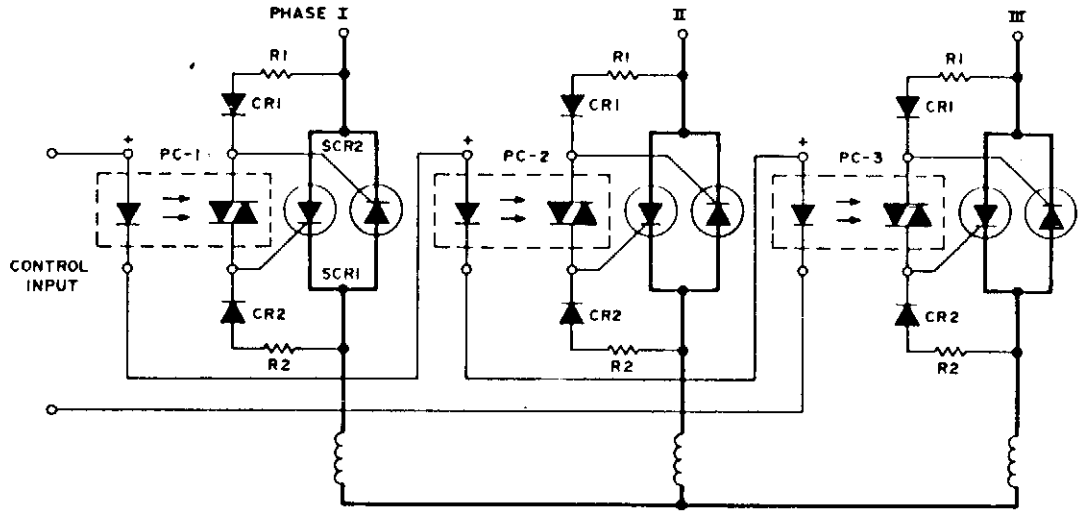 PHASE I
II
III
R1
R1
R1
CR1
CR1
CR1
+
PC-1
SCR2
+
PC-2
+
PC-3
CONTROL
INPUT
SCR1
CR2
CR2
CR2
R2
R2
R2